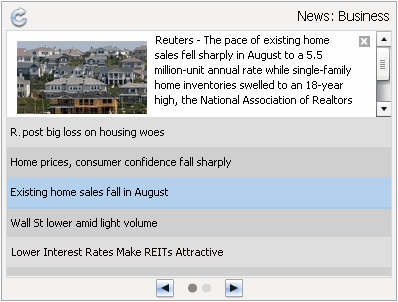 News: Business
Reuters - The pace of existing home
sales fell sharply in August to a 5.5
million-unit annual rate while single-family
home inventories swelled to an 18-year
high, the National Association of Realtors
R. post big loss on housing woes
Home prices, consumer confidence fall sharply
Existing home sales fall in August
Wall St lower amid light volume
Lower Interest Rates Make REITs Attractive